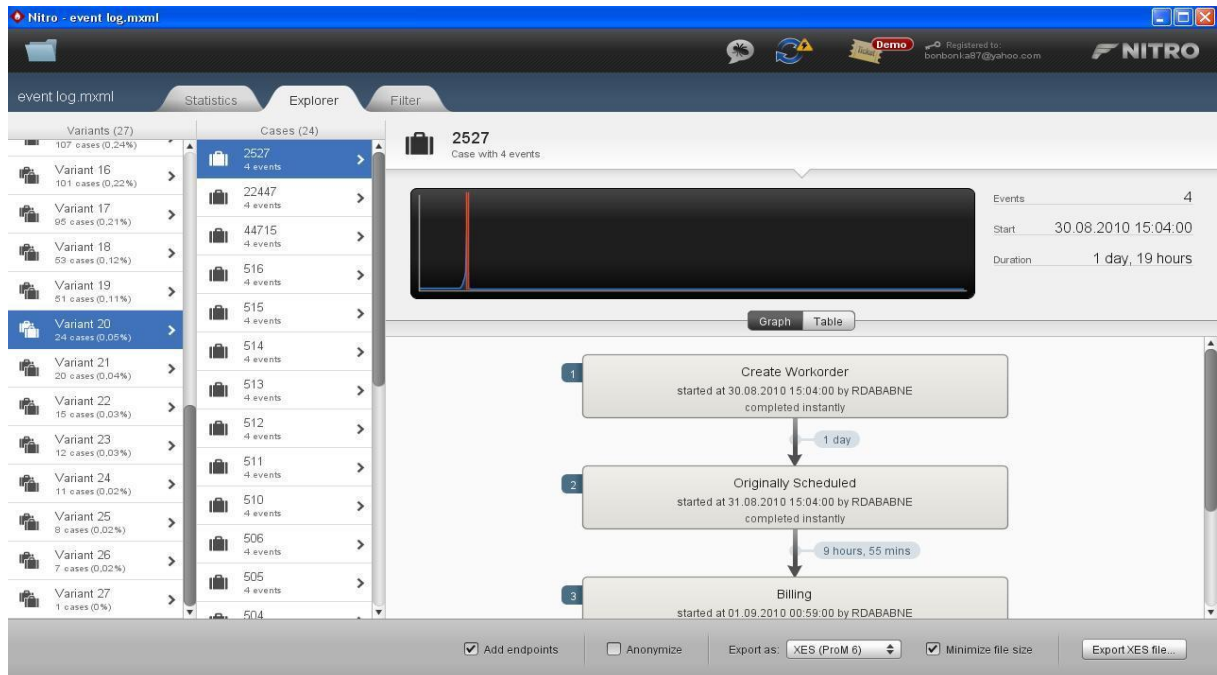 Nitro - event log.mxml
Demo
Ticket
Registered to:
bonbonka87@yahoo.com
NITRO
event log.mxml
Statistics
Explorer
Filter
Variants (27)
107 cases (0,24%)
Variant 16
101 cases (0,22%)
Variant 17
95 cases (0,21%)
Variant 18
53 cases (0,12%)
Variant 19
51 cases (0,11%)
Variant 20
24 cases (0,05%)
Variant 21
20 cases (0,04%)
Variant 22
15 cases (0,03%)
Variant 23
12 cases (0,03%)
Variant 24
11 cases (0,02%)
Variant 25
8 cases (0,02%)
Variant 26
7 cases (0,02%)
Variant 27
1 cases (0%)
Cases (24)
2527
4 events
22447
4 events
44715
4 events
516
4 events
515
4 events
514
4 events
513
4 events
512
4 events
511
4 events
510
4 events
506
4 events
505
4 events
504
2527
Case with 4 events
Events 4
Start 30.08.2010 15:04:00
Duration 1 day, 19 hours
Graph Table
1
Create Workorder
started at 30.08.2010 15:04:00 by RDABABNE
completed instantly
1 day
2
Originally Scheduled
started at 31.08.2010 15:04:00 by RDABABNE
completed instantly
9 hours, 55 mins
3
Billing
started at 01.09.2010 00:59:00 by RDABABNE
Add endpoints
Anonymize
Export as: XES (ProM 6)
Minimize file size
Export XES file...